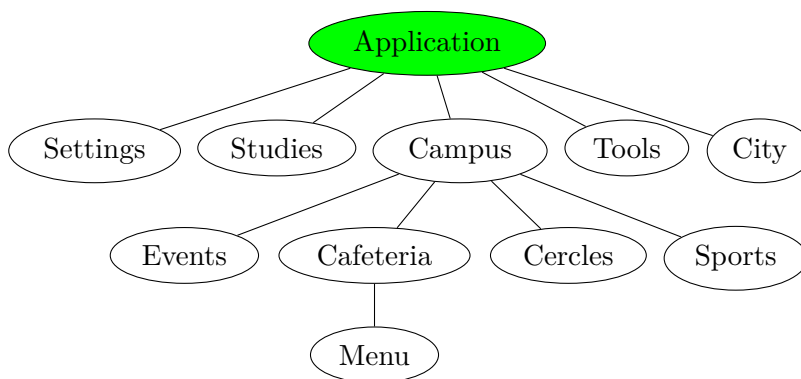 Application
Settings Studies Campus Tools City
Events Cafeteria Cercles Sports
Menu